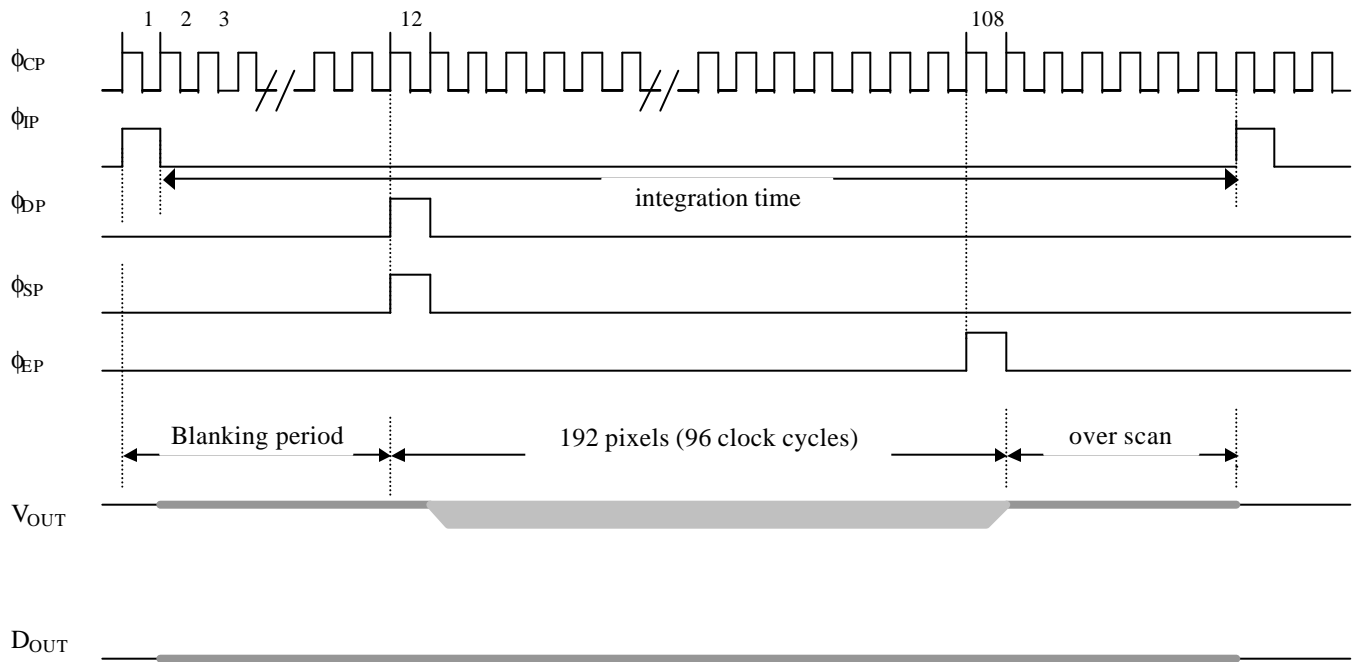 1 2 3 12 108
ϕCP
ϕIP
integration time
ϕDP
ϕSP
ϕEP
Blanking period 192 pixels (96 clock cycles) over scan
VOUT
DOUT